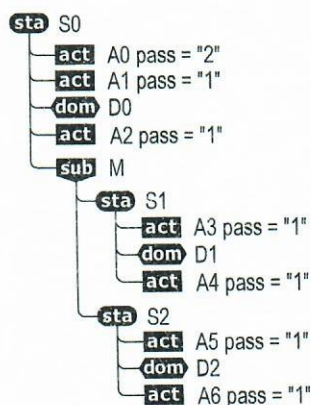 sta S0
act A0 pass = "2"
act A1 pass = "1"
dom D0
act A2 pass = "1"
sub M
sta S1
act A3 pass = "1"
dom D1
act A4 pass = "1"
sta S2
act A5 pass = "1"
dom D2
act A6 pass = "1"